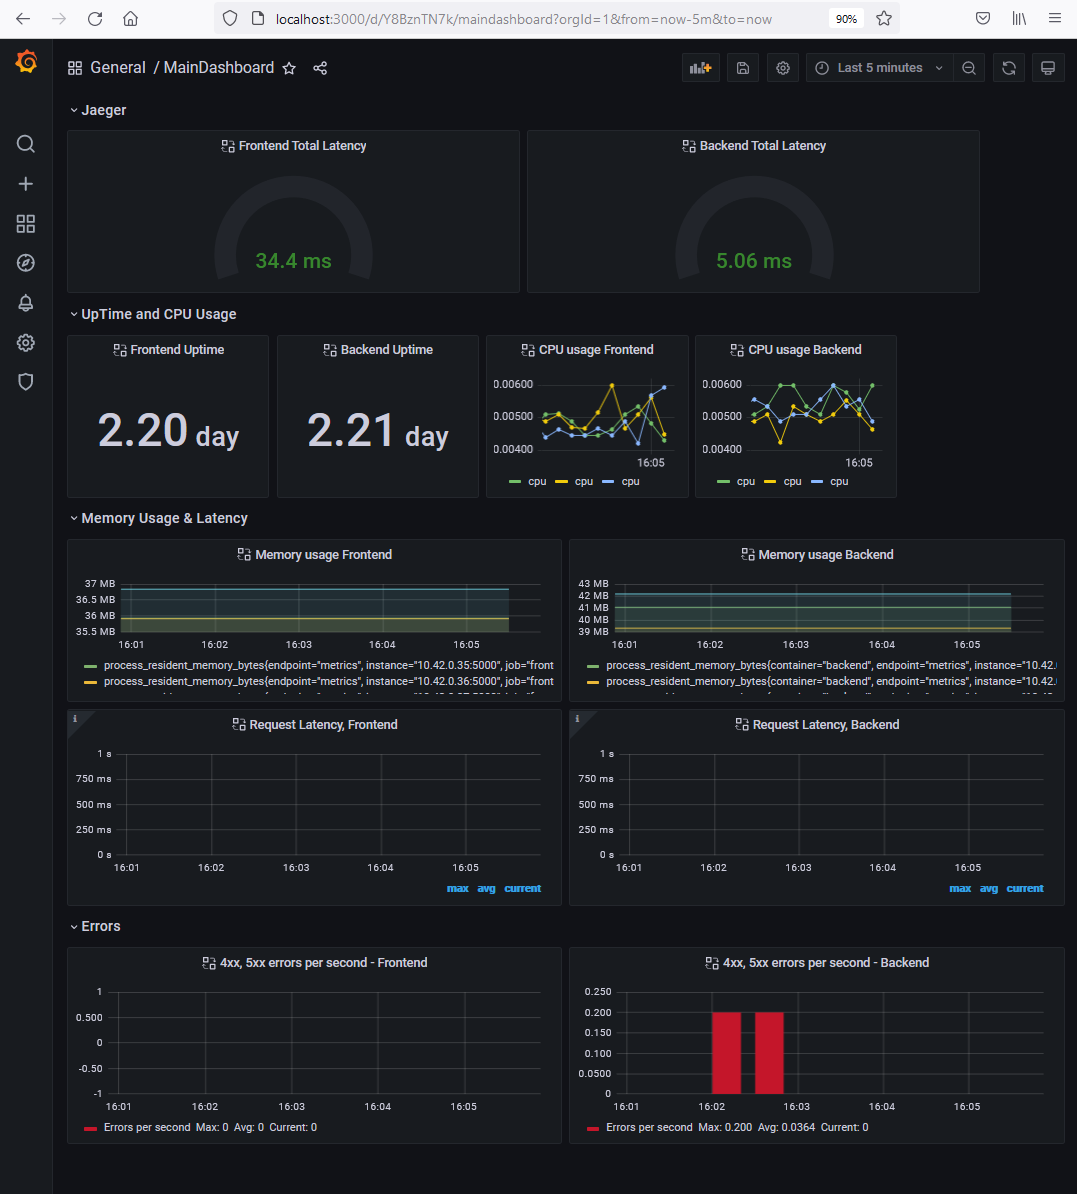 localhost:3000/d/Y8BznTN7k/maindashboard?orgId=1&from=now-5m&to=now 90%
General / MainDashboard Last 5 minutes
Jaeger
Frontend Total Latency
34.4 ms
Backend Total Latency
5.06 ms
UpTime and CPU Usage
Frontend Uptime
2.20 day
Backend Uptime
2.21 day
CPU usage Frontend
0.00600
0.00500
0.00400
16:05
cpu cpu cpu
CPU usage Backend
0.00600
0.00500
0.00400
16:05
cpu cpu cpu
Memory Usage & Latency
Memory usage Frontend
37 MB
36.5 MB
36 MB
35.5 MB
16:01 16:02 16:03 16:04 16:05
process_resident_memory_bytes{endpoint="metrics", instance="10.42.0.35:5000", job="front
process_resident_memory_bytes{endpoint="metrics", instance="10.42.0.36:5000", job="front
Memory usage Backend
43 MB
42 MB
41 MB
40 MB
39 MB
16:01 16:02 16:03 16:04 16:05
process_resident_memory_bytes{container="backend", endpoint="metrics", instance="10.42.
process_resident_memory_bytes{container="backend", endpoint="metrics", instance="10.42.
Request Latency, Frontend
1 s
750 ms
500 ms
250 ms
0 s
16:01 16:02 16:03 16:04 16:05
max avg current
Request Latency, Backend
1 s
750 ms
500 ms
250 ms
0 s
16:01 16:02 16:03 16:04 16:05
max avg current
Errors
4xx, 5xx errors per second - Frontend
1
0.500
0
-0.50
-1
16:01 16:02 16:03 16:04 16:05
Errors per second Max: 0 Avg: 0 Current: 0
4xx, 5xx errors per second - Backend
0.250
0.200
0.150
0.100
0.0500
0
16:01 16:02 16:03 16:04 16:05
Errors per second Max: 0.200 Avg: 0.0364 Current: 0